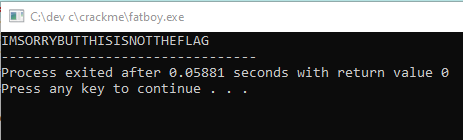 C:\dev c\crackme\fatboy.exe
IMSORRYBUTTHISISNOTTHEFLAG
--------------------------------
Process exited after 0.05881 seconds with return value 0
Press any key to continue . . .